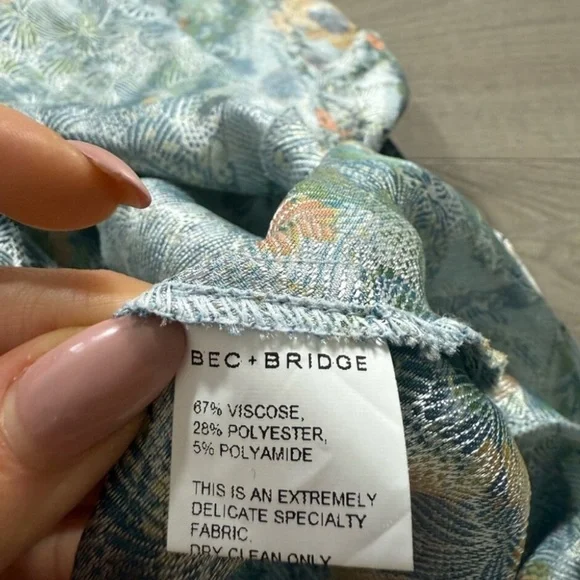 BEC + BRIDGE
67% VISCOSE,
28% POLYESTER,
5% POLYAMIDE
THIS IS AN EXTREMELY
DELICATE SPECIALTY
FABRIC.
DRY CLEAN ONLY